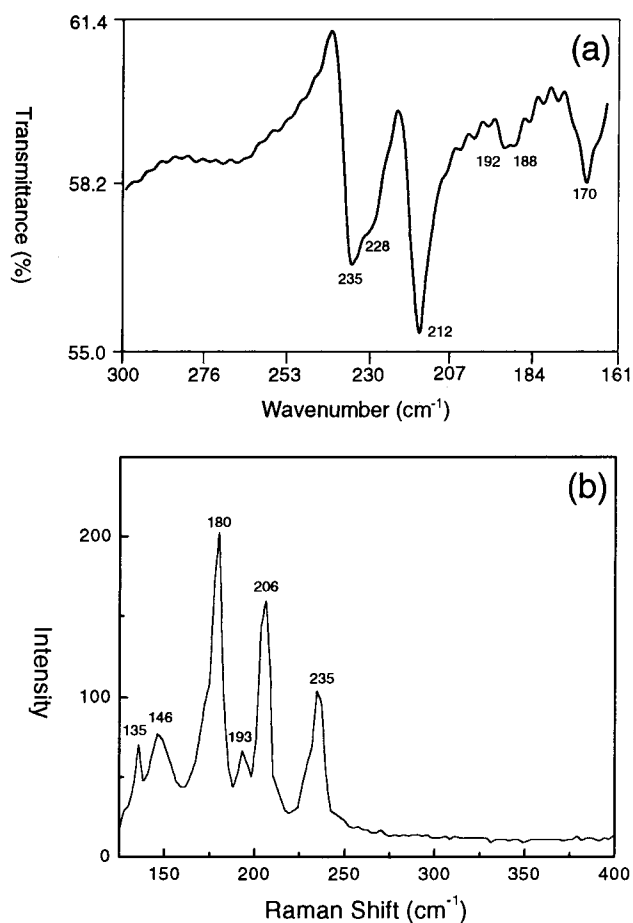 (a)
61.4
58.2
55.0
Transmittance (%)
235
228
212
192
188
170
300 276 253 230 207 184 161
Wavenumber (cm⁻¹)
(b)
200
100
0
Intensity
135
146
180
193
206
235
150 200 250 300 350 400
Raman Shift (cm⁻¹)